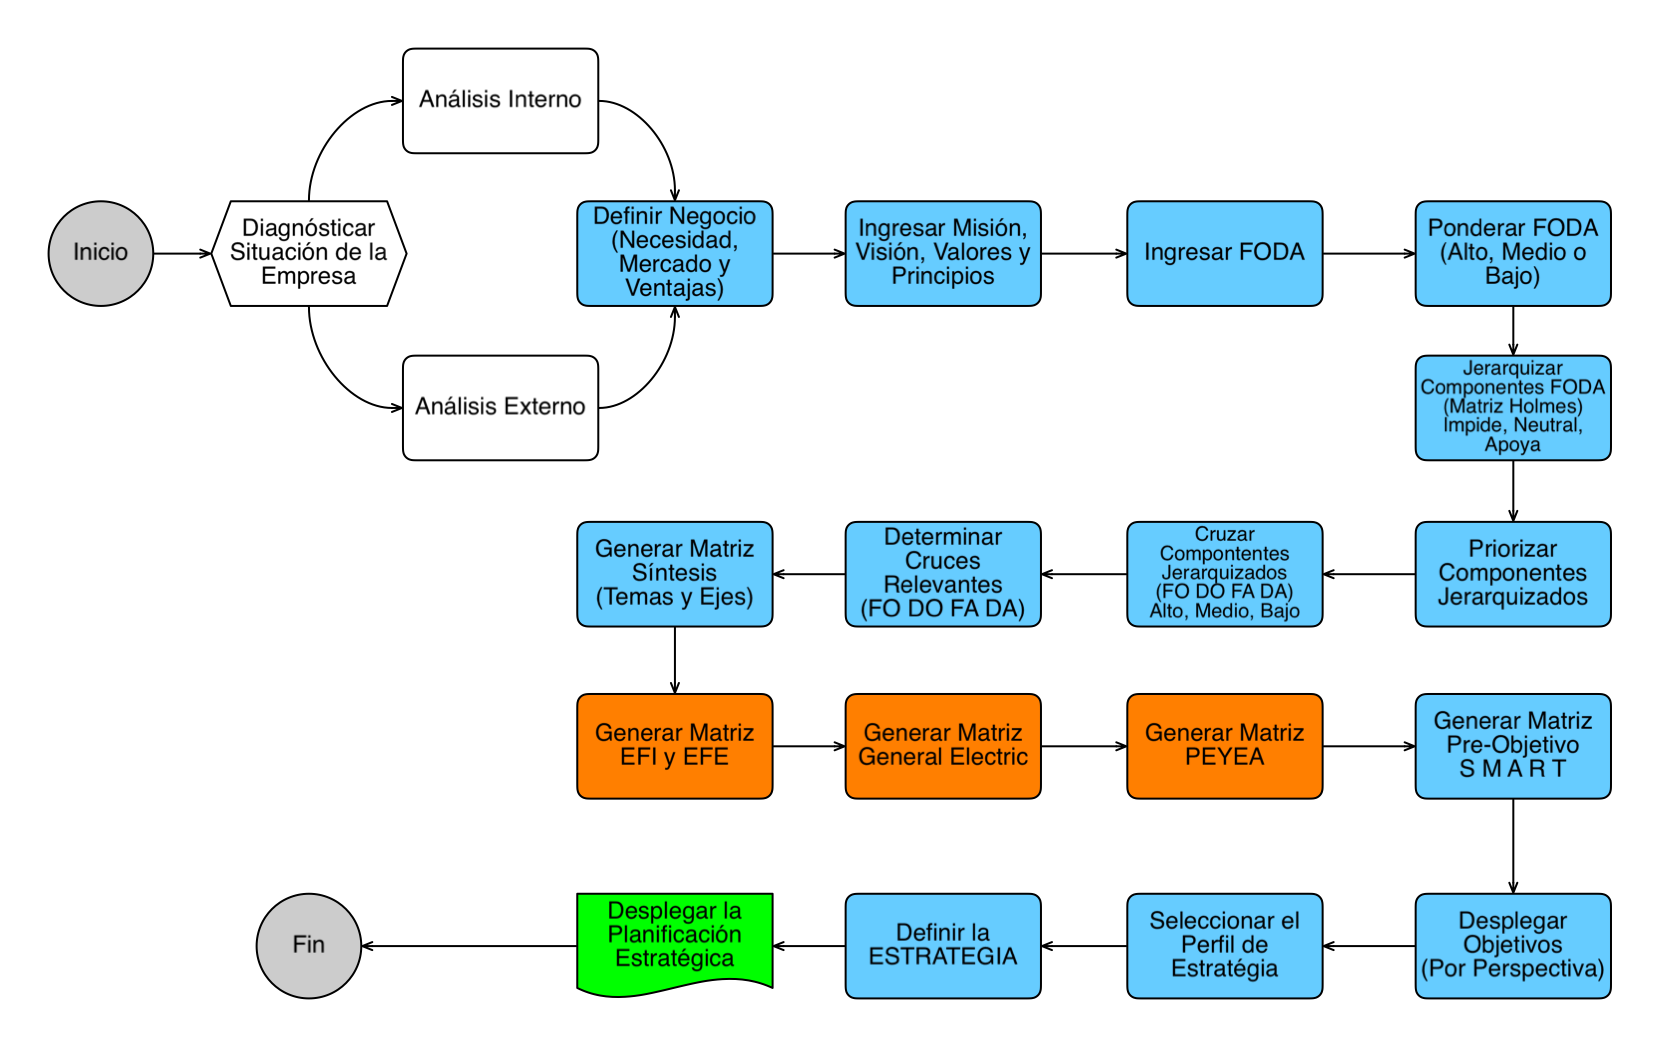 Inicio
Diagnósticar
Situación de la
Empresa
Análisis Interno
Análisis Externo
Definir Negocio
(Necesidad,
Mercado y
Ventajas)
Ingresar Misión,
Visión, Valores y
Principios
Ingresar FODA
Ponderar FODA
(Alto, Medio o
Bajo)
Jerarquizar
Componentes FODA
(Matriz Holmes)
Impide, Neutral,
Apoya
Priorizar
Componentes
Jerarquizados
Cruzar
Compontentes
Jerarquizados
(FO DO FA DA)
Alto, Medio, Bajo
Determinar
Cruces
Relevantes
(FO DO FA DA)
Generar Matriz
Síntesis
(Temas y Ejes)
Generar Matriz
EFI y EFE
Generar Matriz
General Electric
Generar Matriz
PEYEA
Generar Matriz
Pre-Objetivo
S M A R T
Desplegar
Objetivos
(Por Perspectiva)
Seleccionar el
Perfil de
Estratégia
Definir la
ESTRATEGIA
Desplegar la
Planificación
Estratégica
Fin